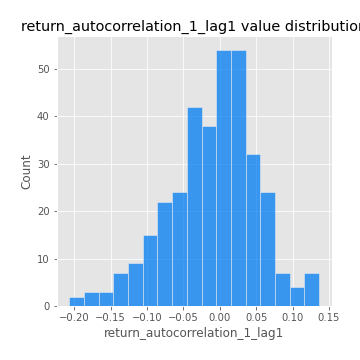 return_autocorrelation_1_lag1 value distribution
50
40
30
20
10
0
Count
−0.20 −0.15 −0.10 −0.05 0.00 0.05 0.10 0.15
return_autocorrelation_1_lag1